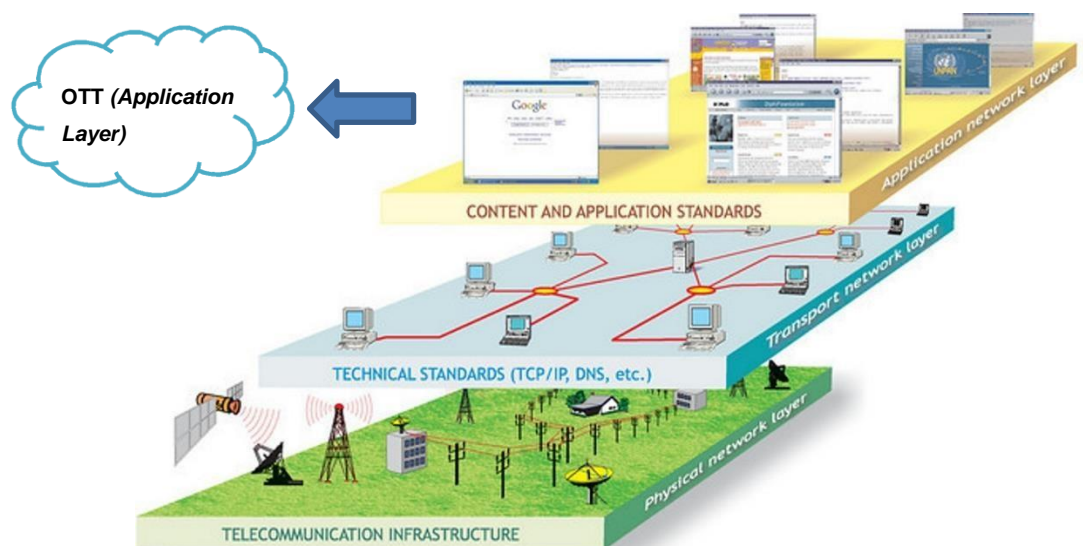 OTT (Application
Layer)
Google
UNPAN
CONTENT AND APPLICATION STANDARDS
Application network layer
TECHNICAL STANDARDS (TCP/IP, DNS, etc.)
Transport network layer
TELECOMMUNICATION INFRASTRUCTURE
Physical network layer